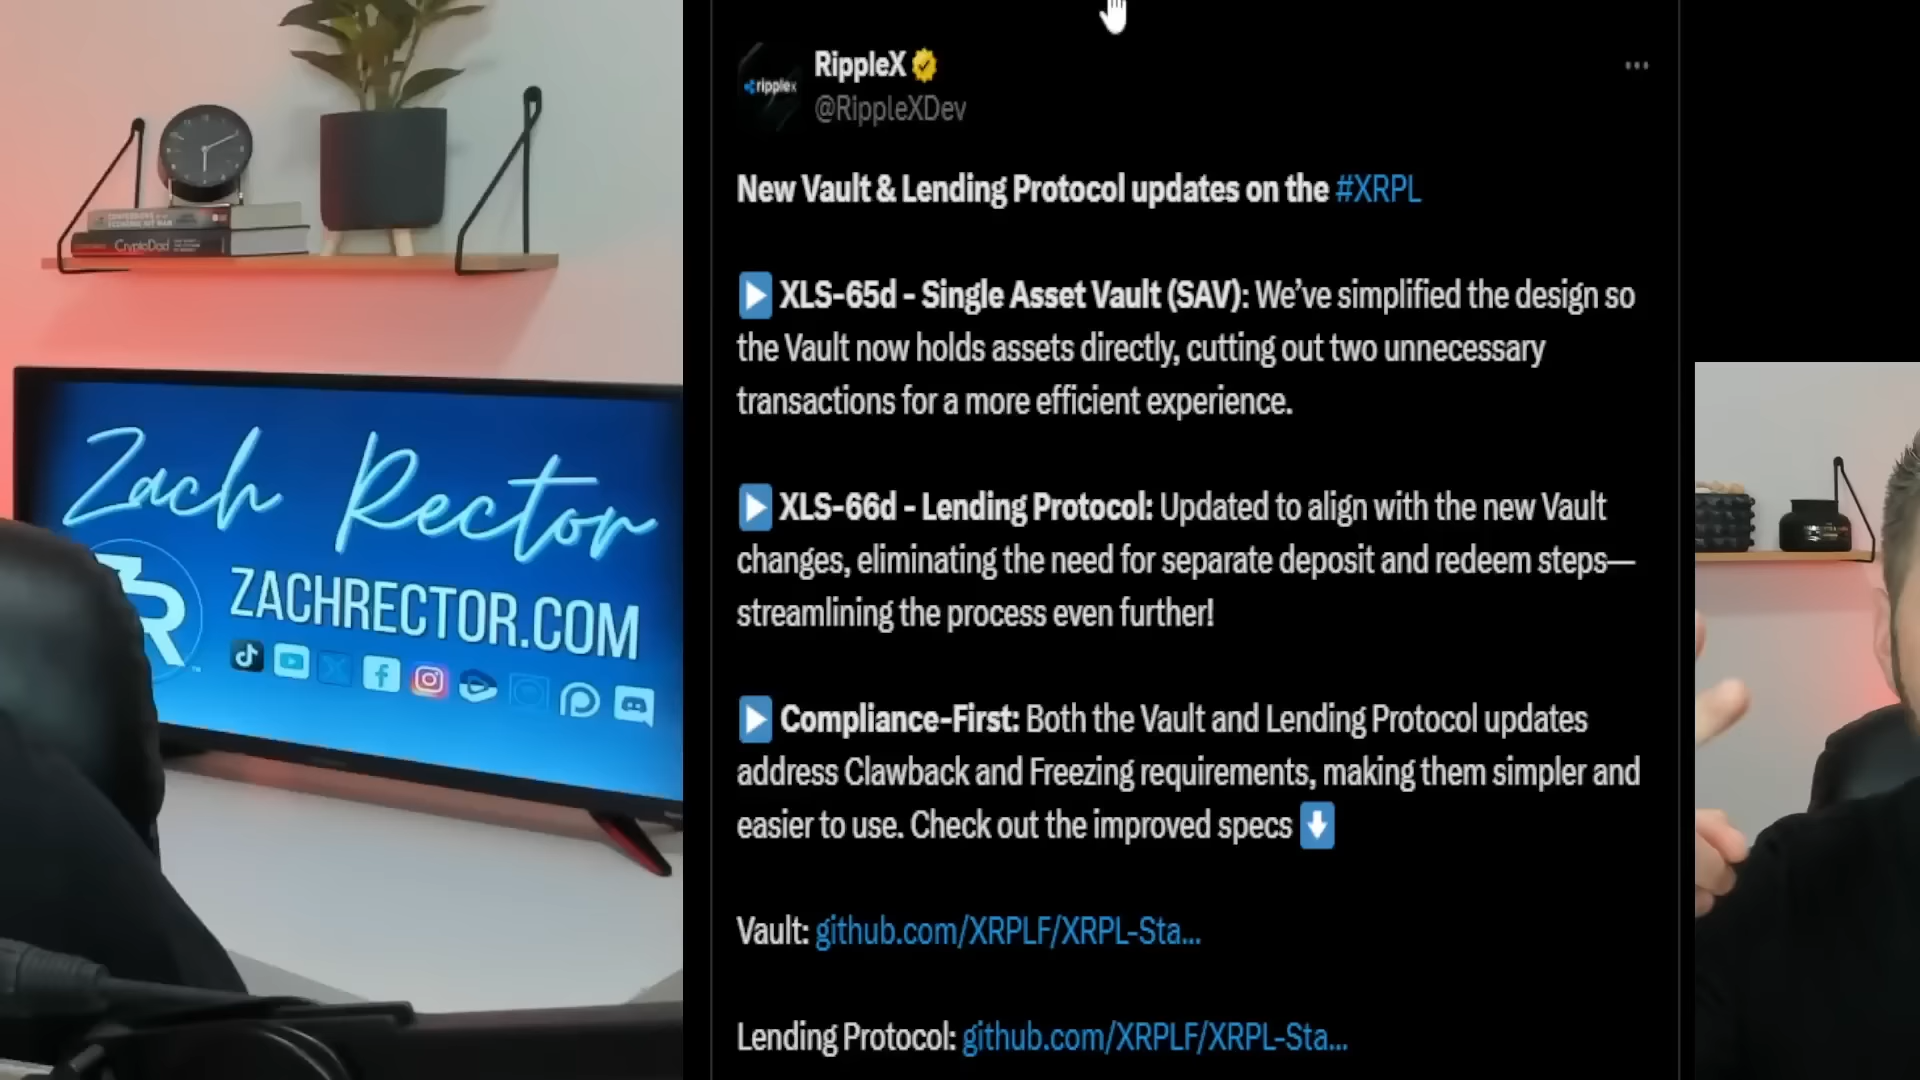 CryptoDad
Zach Rector
ZACHRECTOR.COM
ripplex
RippleX
@RippleXDev
New Vault & Lending Protocol updates on the #XRPL
XLS-65d - Single Asset Vault (SAV): We've simplified the design so
the Vault now holds assets directly, cutting out two unnecessary
transactions for a more efficient experience.
XLS-66d - Lending Protocol: Updated to align with the new Vault
changes, eliminating the need for separate deposit and redeem steps—
streamlining the process even further!
Compliance-First: Both the Vault and Lending Protocol updates
address Clawback and Freezing requirements, making them simpler and
easier to use. Check out the improved specs
Vault: github.com/XRPLF/XRPL-Sta...
Lending Protocol: github.com/XRPLF/XRPL-Sta...